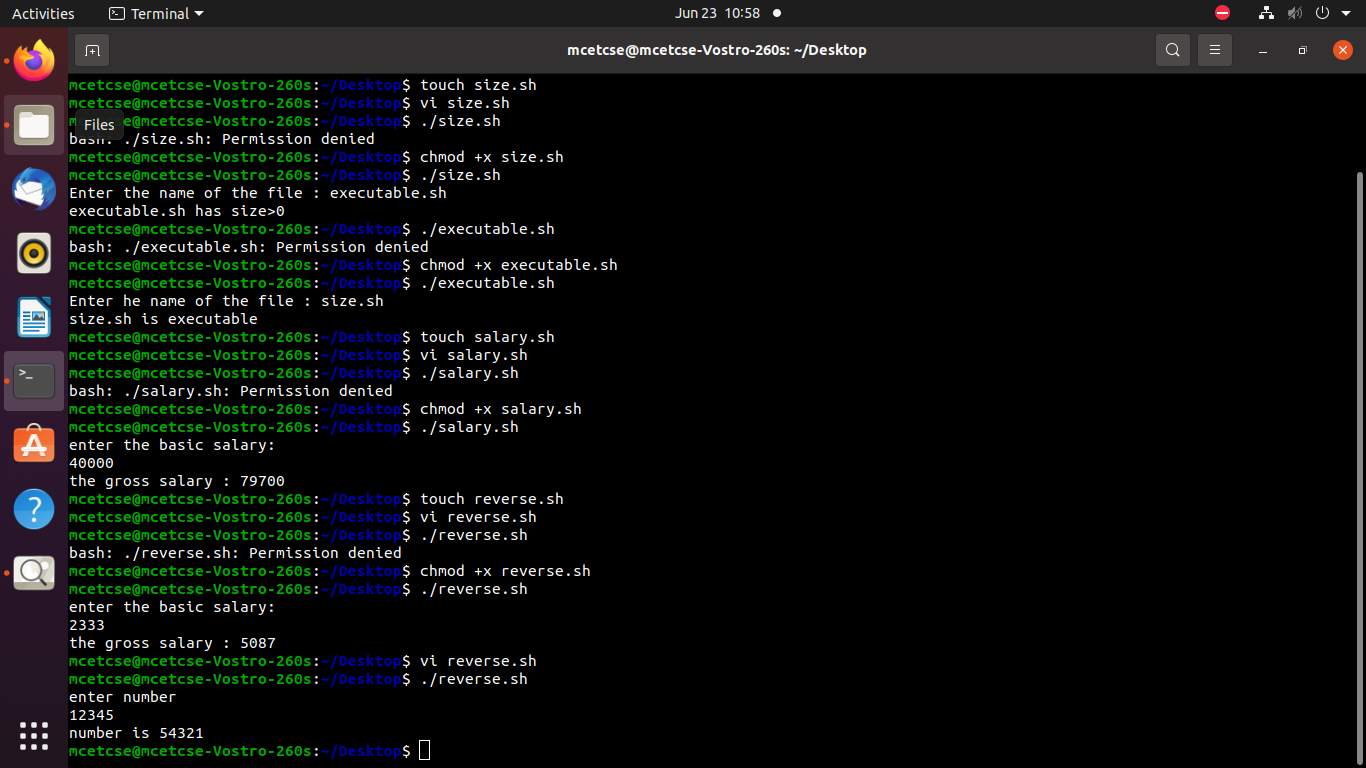 Activities
Terminal
Jun 23 10:58
mcetcse@mcetcse-Vostro-260s: ~/Desktop
mcetcse@mcetcse-Vostro-260s:~/Desktop$ touch size.sh
mcetcse@mcetcse-Vostro-260s:~/Desktop$ vi size.sh
mcetcse@mcetcse-Vostro-260s:~/Desktop$ ./size.sh
Files
bash: ./size.sh: Permission denied
mcetcse@mcetcse-Vostro-260s:~/Desktop$ chmod +x size.sh
mcetcse@mcetcse-Vostro-260s:~/Desktop$ ./size.sh
Enter the name of the file : executable.sh
executable.sh has size>0
mcetcse@mcetcse-Vostro-260s:~/Desktop$ ./executable.sh
bash: ./executable.sh: Permission denied
mcetcse@mcetcse-Vostro-260s:~/Desktop$ chmod +x executable.sh
mcetcse@mcetcse-Vostro-260s:~/Desktop$ ./executable.sh
Enter he name of the file : size.sh
size.sh is executable
mcetcse@mcetcse-Vostro-260s:~/Desktop$ touch salary.sh
mcetcse@mcetcse-Vostro-260s:~/Desktop$ vi salary.sh
mcetcse@mcetcse-Vostro-260s:~/Desktop$ ./salary.sh
bash: ./salary.sh: Permission denied
mcetcse@mcetcse-Vostro-260s:~/Desktop$ chmod +x salary.sh
mcetcse@mcetcse-Vostro-260s:~/Desktop$ ./salary.sh
enter the basic salary:
40000
the gross salary : 79700
mcetcse@mcetcse-Vostro-260s:~/Desktop$ touch reverse.sh
mcetcse@mcetcse-Vostro-260s:~/Desktop$ vi reverse.sh
mcetcse@mcetcse-Vostro-260s:~/Desktop$ ./reverse.sh
bash: ./reverse.sh: Permission denied
mcetcse@mcetcse-Vostro-260s:~/Desktop$ chmod +x reverse.sh
mcetcse@mcetcse-Vostro-260s:~/Desktop$ ./reverse.sh
enter the basic salary:
2333
the gross salary : 5087
mcetcse@mcetcse-Vostro-260s:~/Desktop$ vi reverse.sh
mcetcse@mcetcse-Vostro-260s:~/Desktop$ ./reverse.sh
enter number
12345
number is 54321
mcetcse@mcetcse-Vostro-260s:~/Desktop$